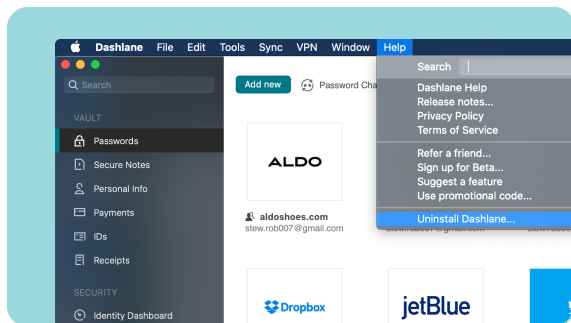 Dashlane File Edit Tools Sync VPN Window Help
Search
Search
Add new
Password Cha
Dashlane Help
Release notes...
Privacy Policy
Terms of Service
Refer a friend...
Sign up for Beta...
Suggest a feature
Use promotional code...
Uninstall Dashlane...
VAULT
Passwords
Secure Notes
Personal Info
Payments
IDs
Receipts
SECURITY
Identity Dashboard
ALDO
aldoshoes.com
stew.rob007@gmail.com
Dropbox
jetBlue